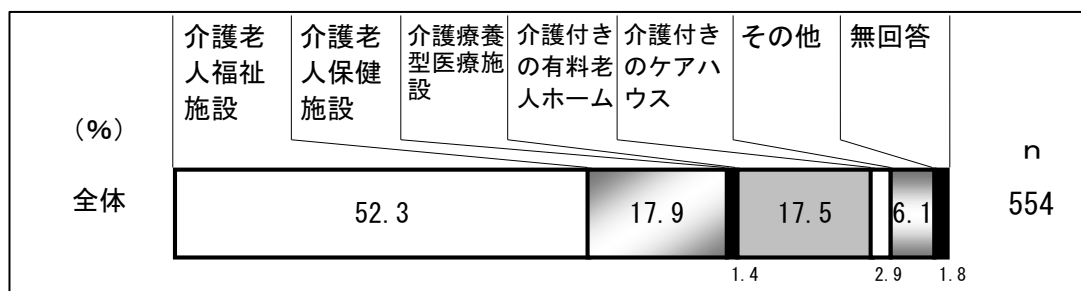 介護老
人福祉
施設
介護老
人保健
施設
介護療養
型医療施
設
介護付き
の有料老
人ホーム
介護付き
のケアハ
ウス
その他
無回答
（%）
n
全体
52.3
17.9
17.5
6.1
554
1.4
2.9
1.8